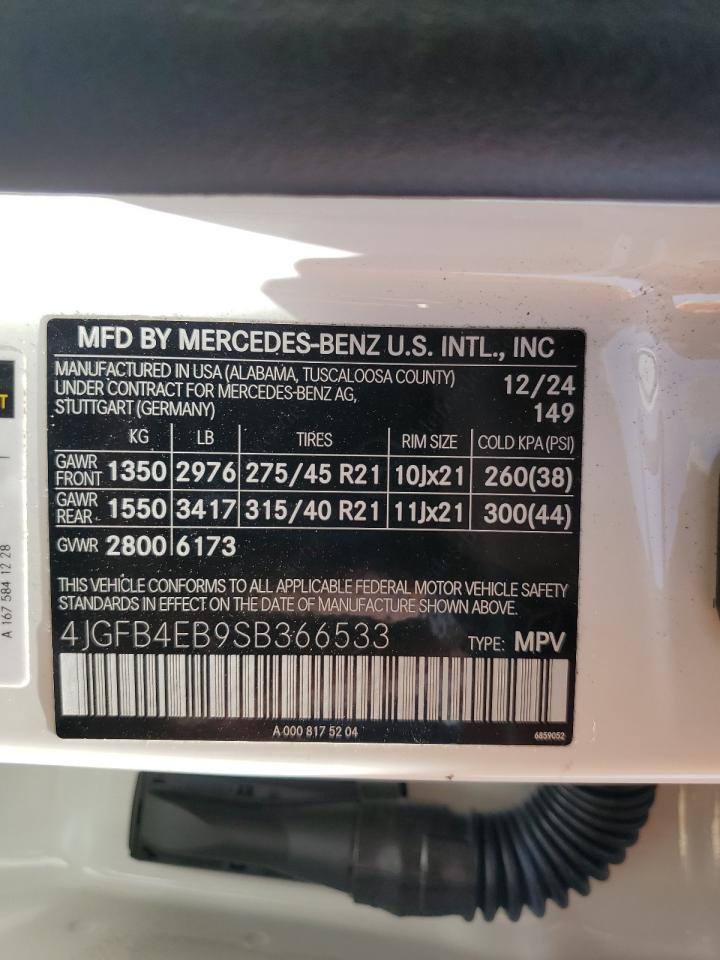 MFD BY MERCEDES-BENZ U.S. INTL., INC
MANUFACTURED IN USA (ALABAMA, TUSCALOOSA COUNTY) 12/24
UNDER CONTRACT FOR MERCEDES-BENZ AG,
STUTTGART (GERMANY) 149
KG LB TIRES RIM SIZE COLD KPA (PSI)
GAWR FRONT 1350 2976 275/45 R21 10Jx21 260(38)
GAWR REAR 1550 3417 315/40 R21 11Jx21 300(44)
GVWR 2800 6173
THIS VEHICLE CONFORMS TO ALL APPLICABLE FEDERAL MOTOR VEHICLE SAFETY
STANDARDS IN EFFECT ON THE DATE OF MANUFACTURE SHOWN ABOVE.
4JGFB4EB9SB366533 TYPE: MPV
A 000 817 52 04 6859052
A 167 584 12 28